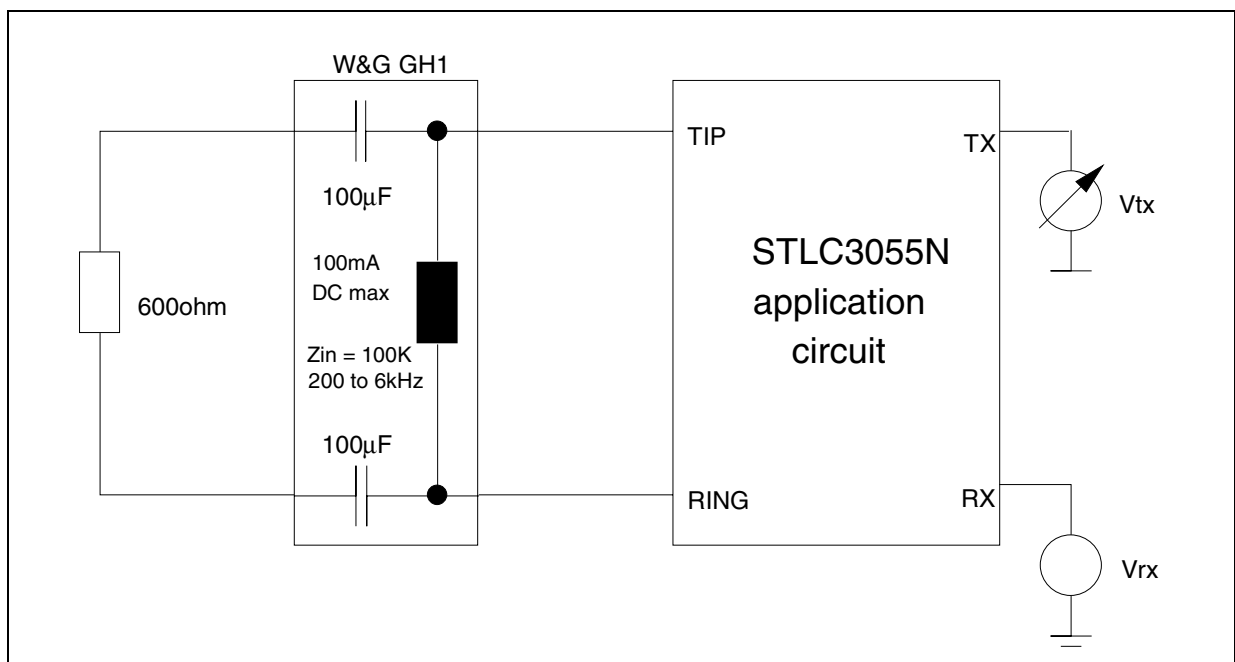 W&G GH1
TIP
TX
100μF
Vtx
100mA
DC max
STLC3055N
application
circuit
600ohm
Zin = 100K
200 to 6kHz
100μF
RING
RX
Vrx